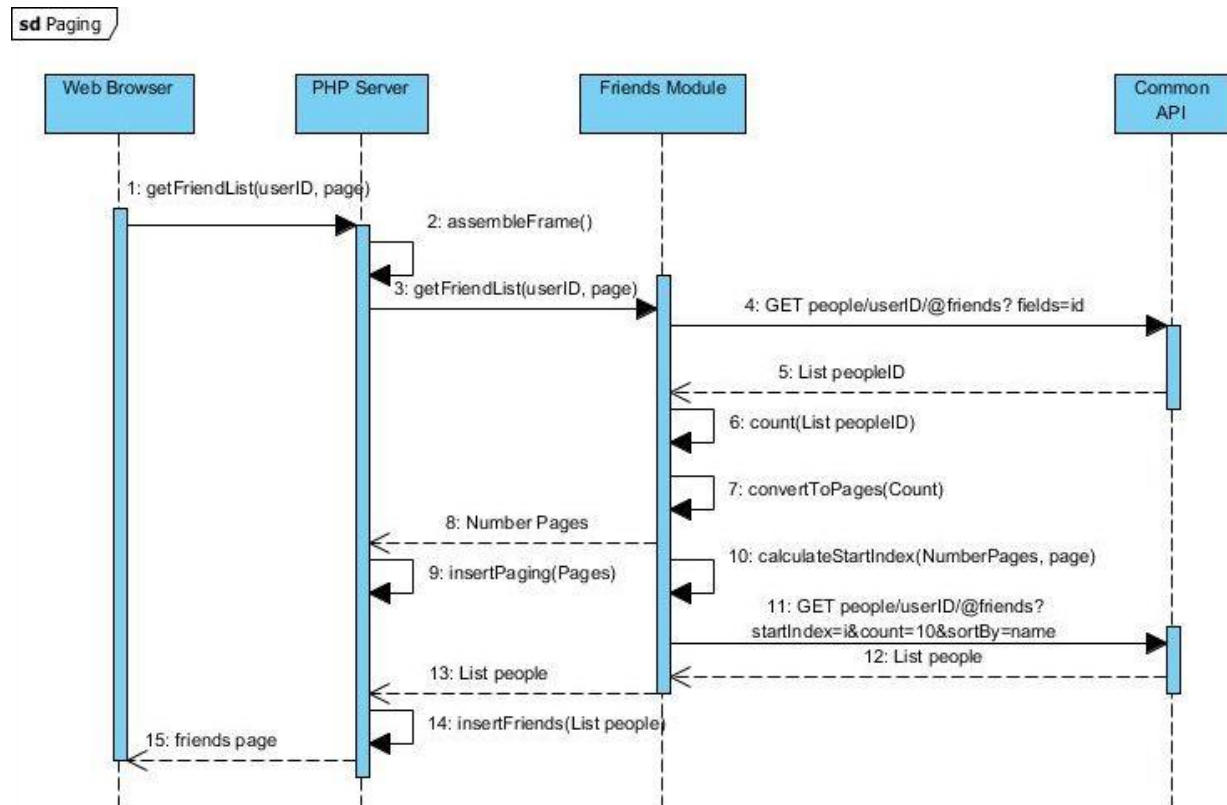 sd Paging
Web Browser
PHP Server
Friends Module
Common
API
1: getFriendList(userID, page)
2: assembleFrame()
3: getFriendList(userID, page)
4: GET people/userID/@friends? fields=id
5: List peopleID
6: count(List peopleID)
7: convertToPages(Count)
8: Number Pages
9: insertPaging(Pages)
10: calculateStartIndex(NumberPages, page)
11: GET people/userID/@friends?
startIndex=i&count=10&sortBy=name
12: List people
13: List people
14: insertFriends(List people)
15: friends page